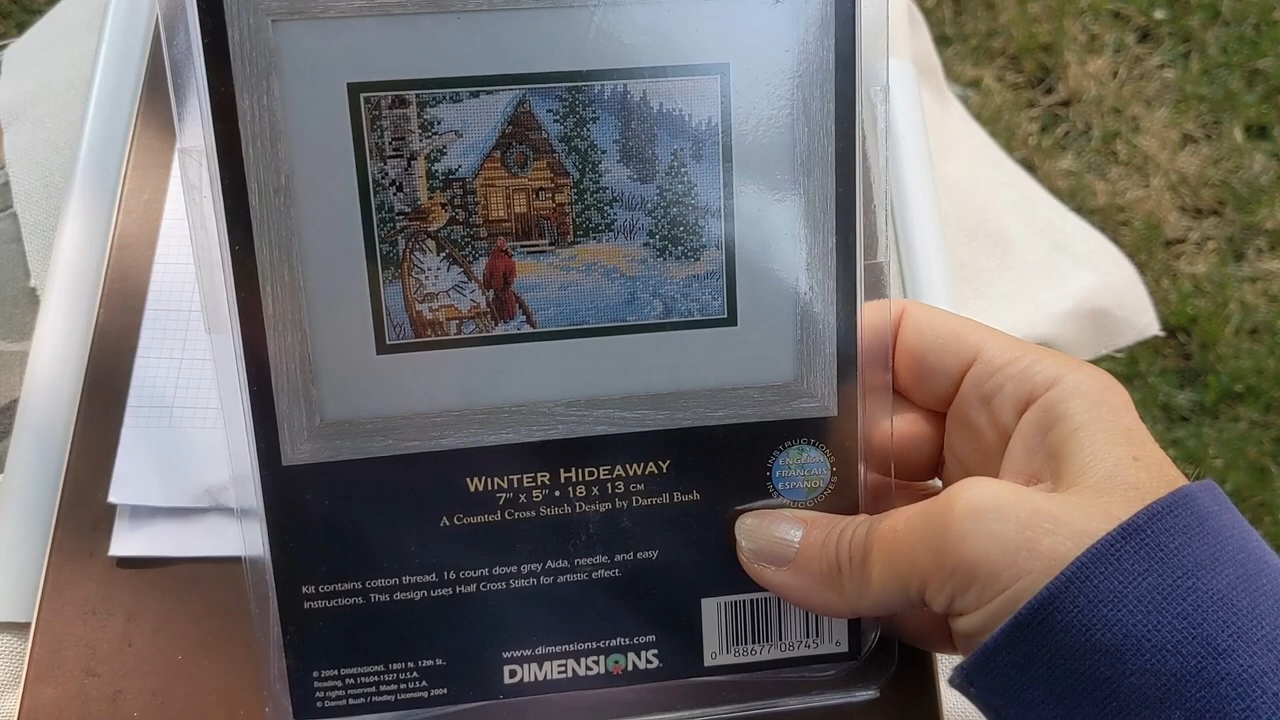 WINTER HIDEAWAY
7" X 5" • 18 X 13 CM
A Counted Cross Stitch Design by Darrell Bush
INSTRUCTIONS
ENGLISH
FRANÇAIS
ESPAÑOL
INSTRUCCIONES
Kit contains cotton thread, 16 count dove grey Aida, needle, and easy
instructions. This design uses Half Cross Stitch for artistic effect.
www.dimensions-crafts.com
DIMENSIONS®
© 2004 DIMENSIONS. 1801 N. 12th St.,
Reading, PA 19604-1527 U.S.A.
All rights reserved. Made in U.S.A.
© Darrell Bush / Hadley Licensing 2004
0 88677 08745 6